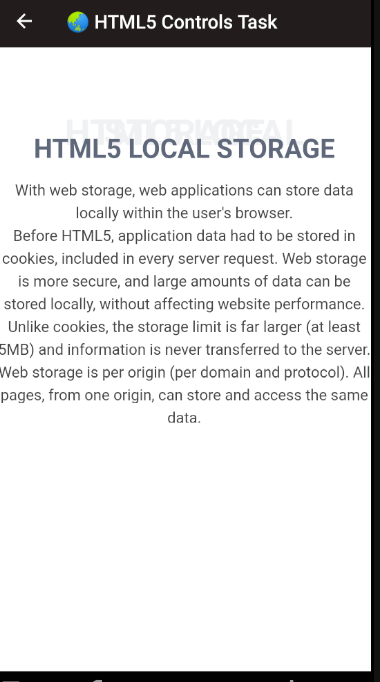 HTML5 Controls Task
HTML5 LOCAL STORAGE
With web storage, web applications can store data
locally within the user's browser.
Before HTML5, application data had to be stored in
cookies, included in every server request. Web storage
is more secure, and large amounts of data can be
stored locally, without affecting website performance.
Unlike cookies, the storage limit is far larger (at least
5MB) and information is never transferred to the server.
Web storage is per origin (per domain and protocol). All
pages, from one origin, can store and access the same
data.